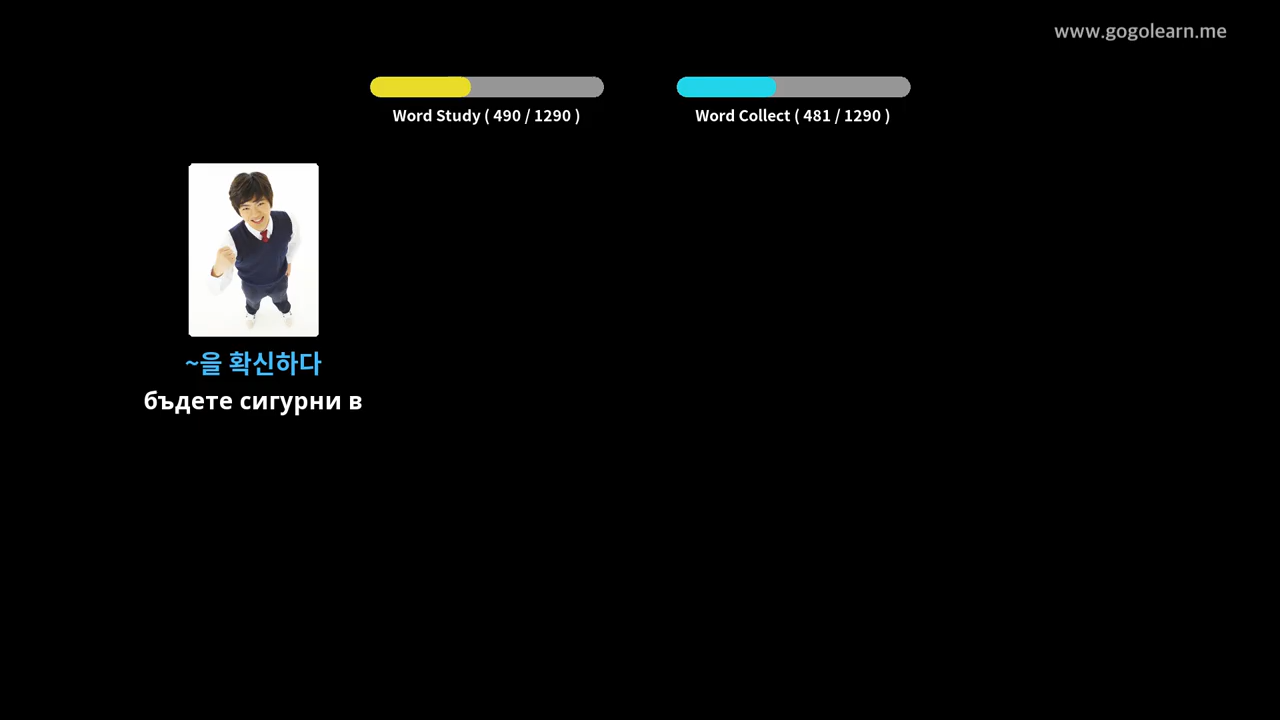 www.gogolearn.me
Word Study ( 490 / 1290 )
Word Collect ( 481 / 1290 )
~을 확신하다
бъдете сигурни в